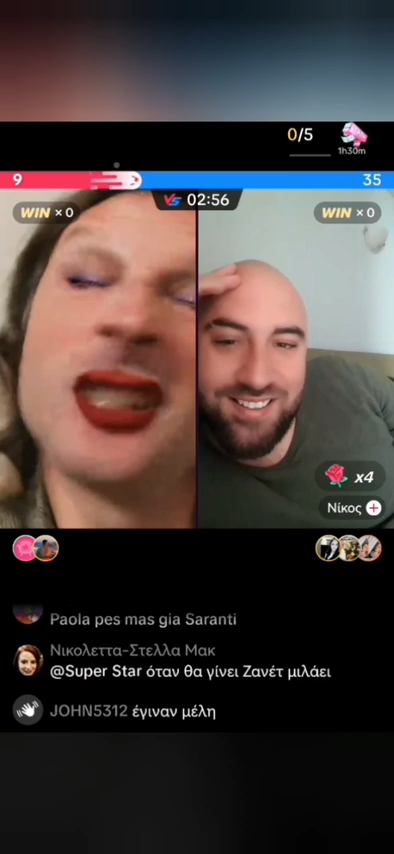 0/5
1h30m
9
35
VS 02:56
WIN × 0
WIN × 0
x4
Νίκος
Paola pes mas gia Saranti
Νικολεττα-Στελλα Μακ
@Super Star όταν θα γίνει Ζανέτ μιλάει
JOHN5312 έγιναν μέλη